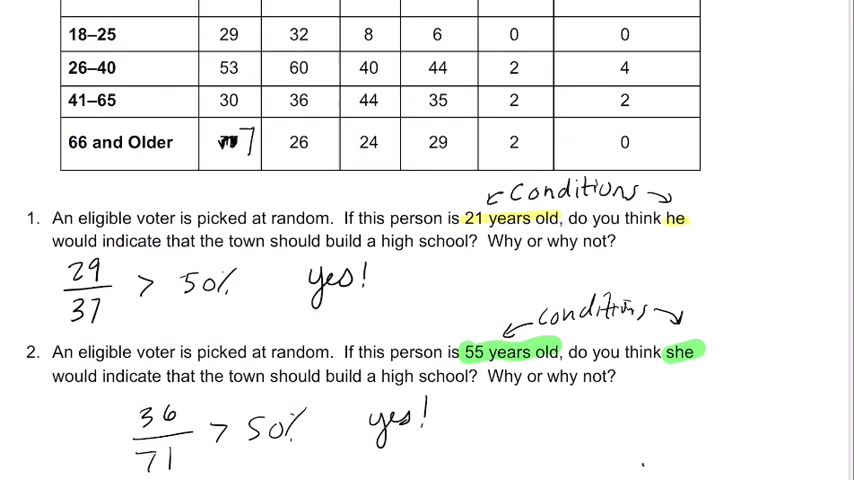 18–25 29 32 8 6 0 0
26–40 53 60 40 44 2 4
41–65 30 36 44 35 2 2
66 and Older 7 26 24 29 2 0
conditions
1. An eligible voter is picked at random. If this person is 21 years old, do you think he
would indicate that the town should build a high school? Why or why not?
29
37 > 50% yes!
conditions
2. An eligible voter is picked at random. If this person is 55 years old, do you think she
would indicate that the town should build a high school? Why or why not?
36
71 > 50% yes!